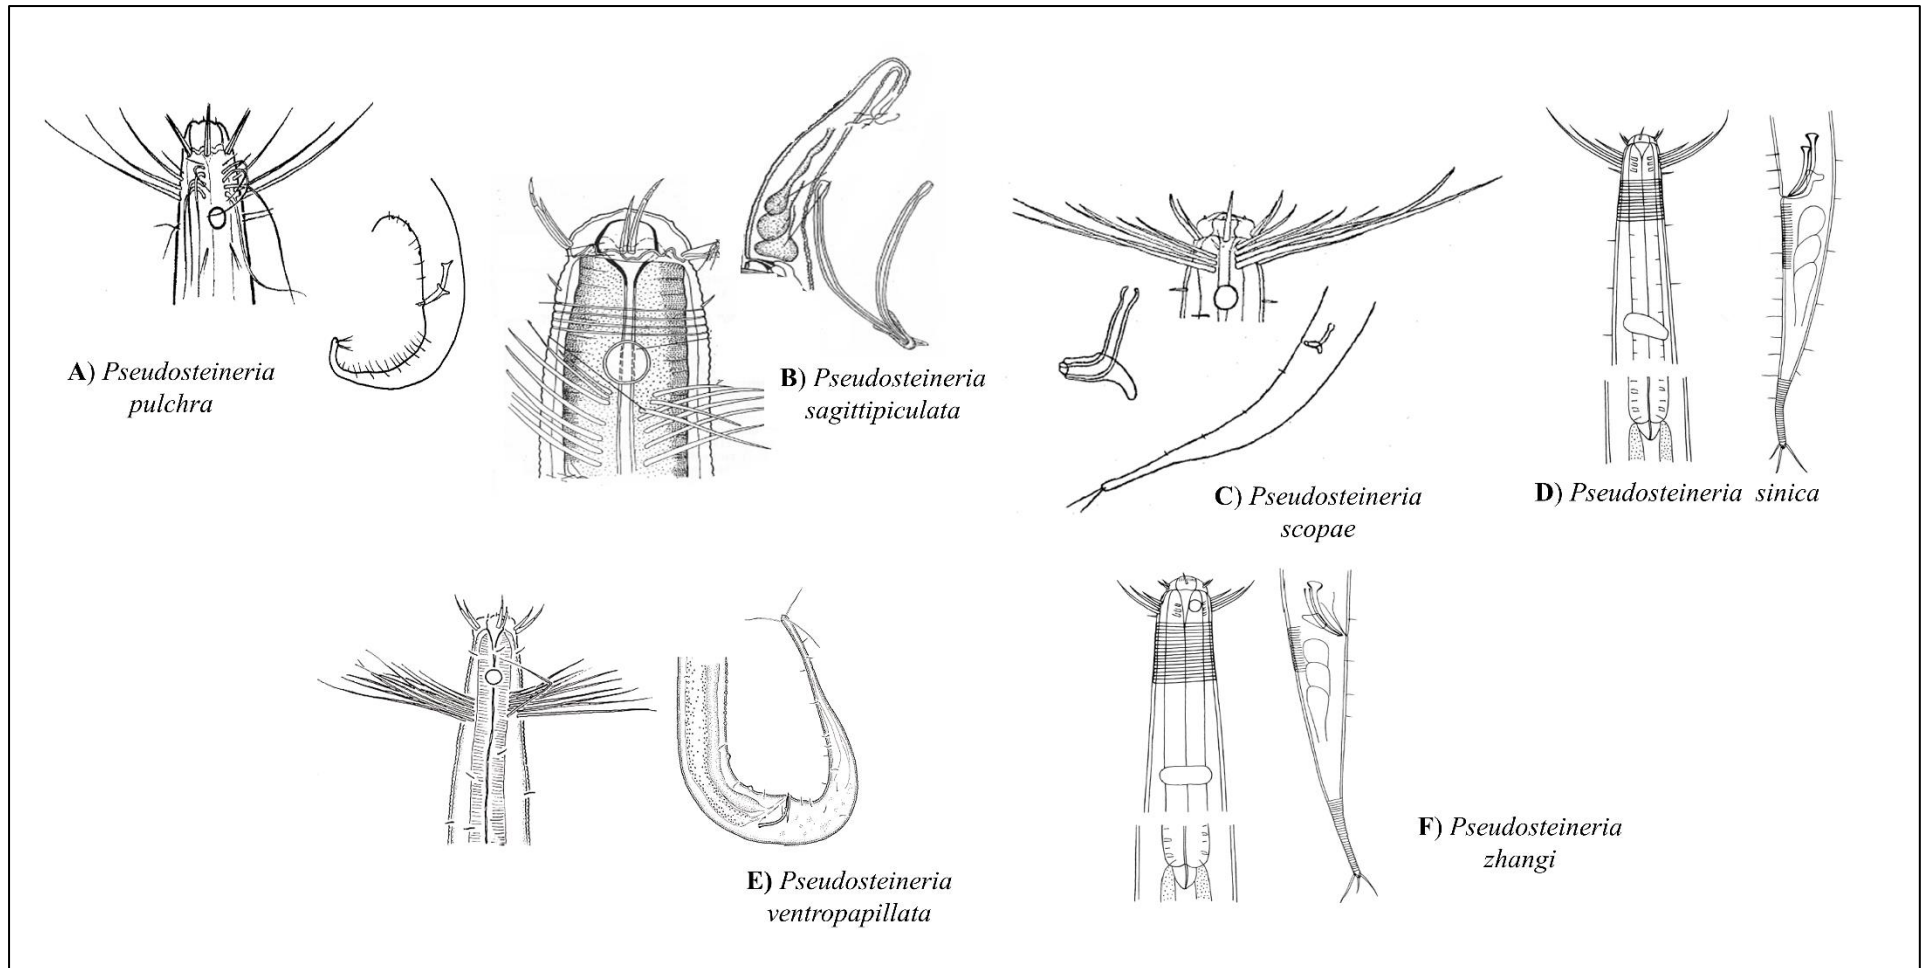 A) Pseudosteineria
pulchra
B) Pseudosteineria
sagittipiculata
C) Pseudosteineria
scopae
D) Pseudosteineria sinica
E) Pseudosteineria
ventropapillata
F) Pseudosteineria
zhangi